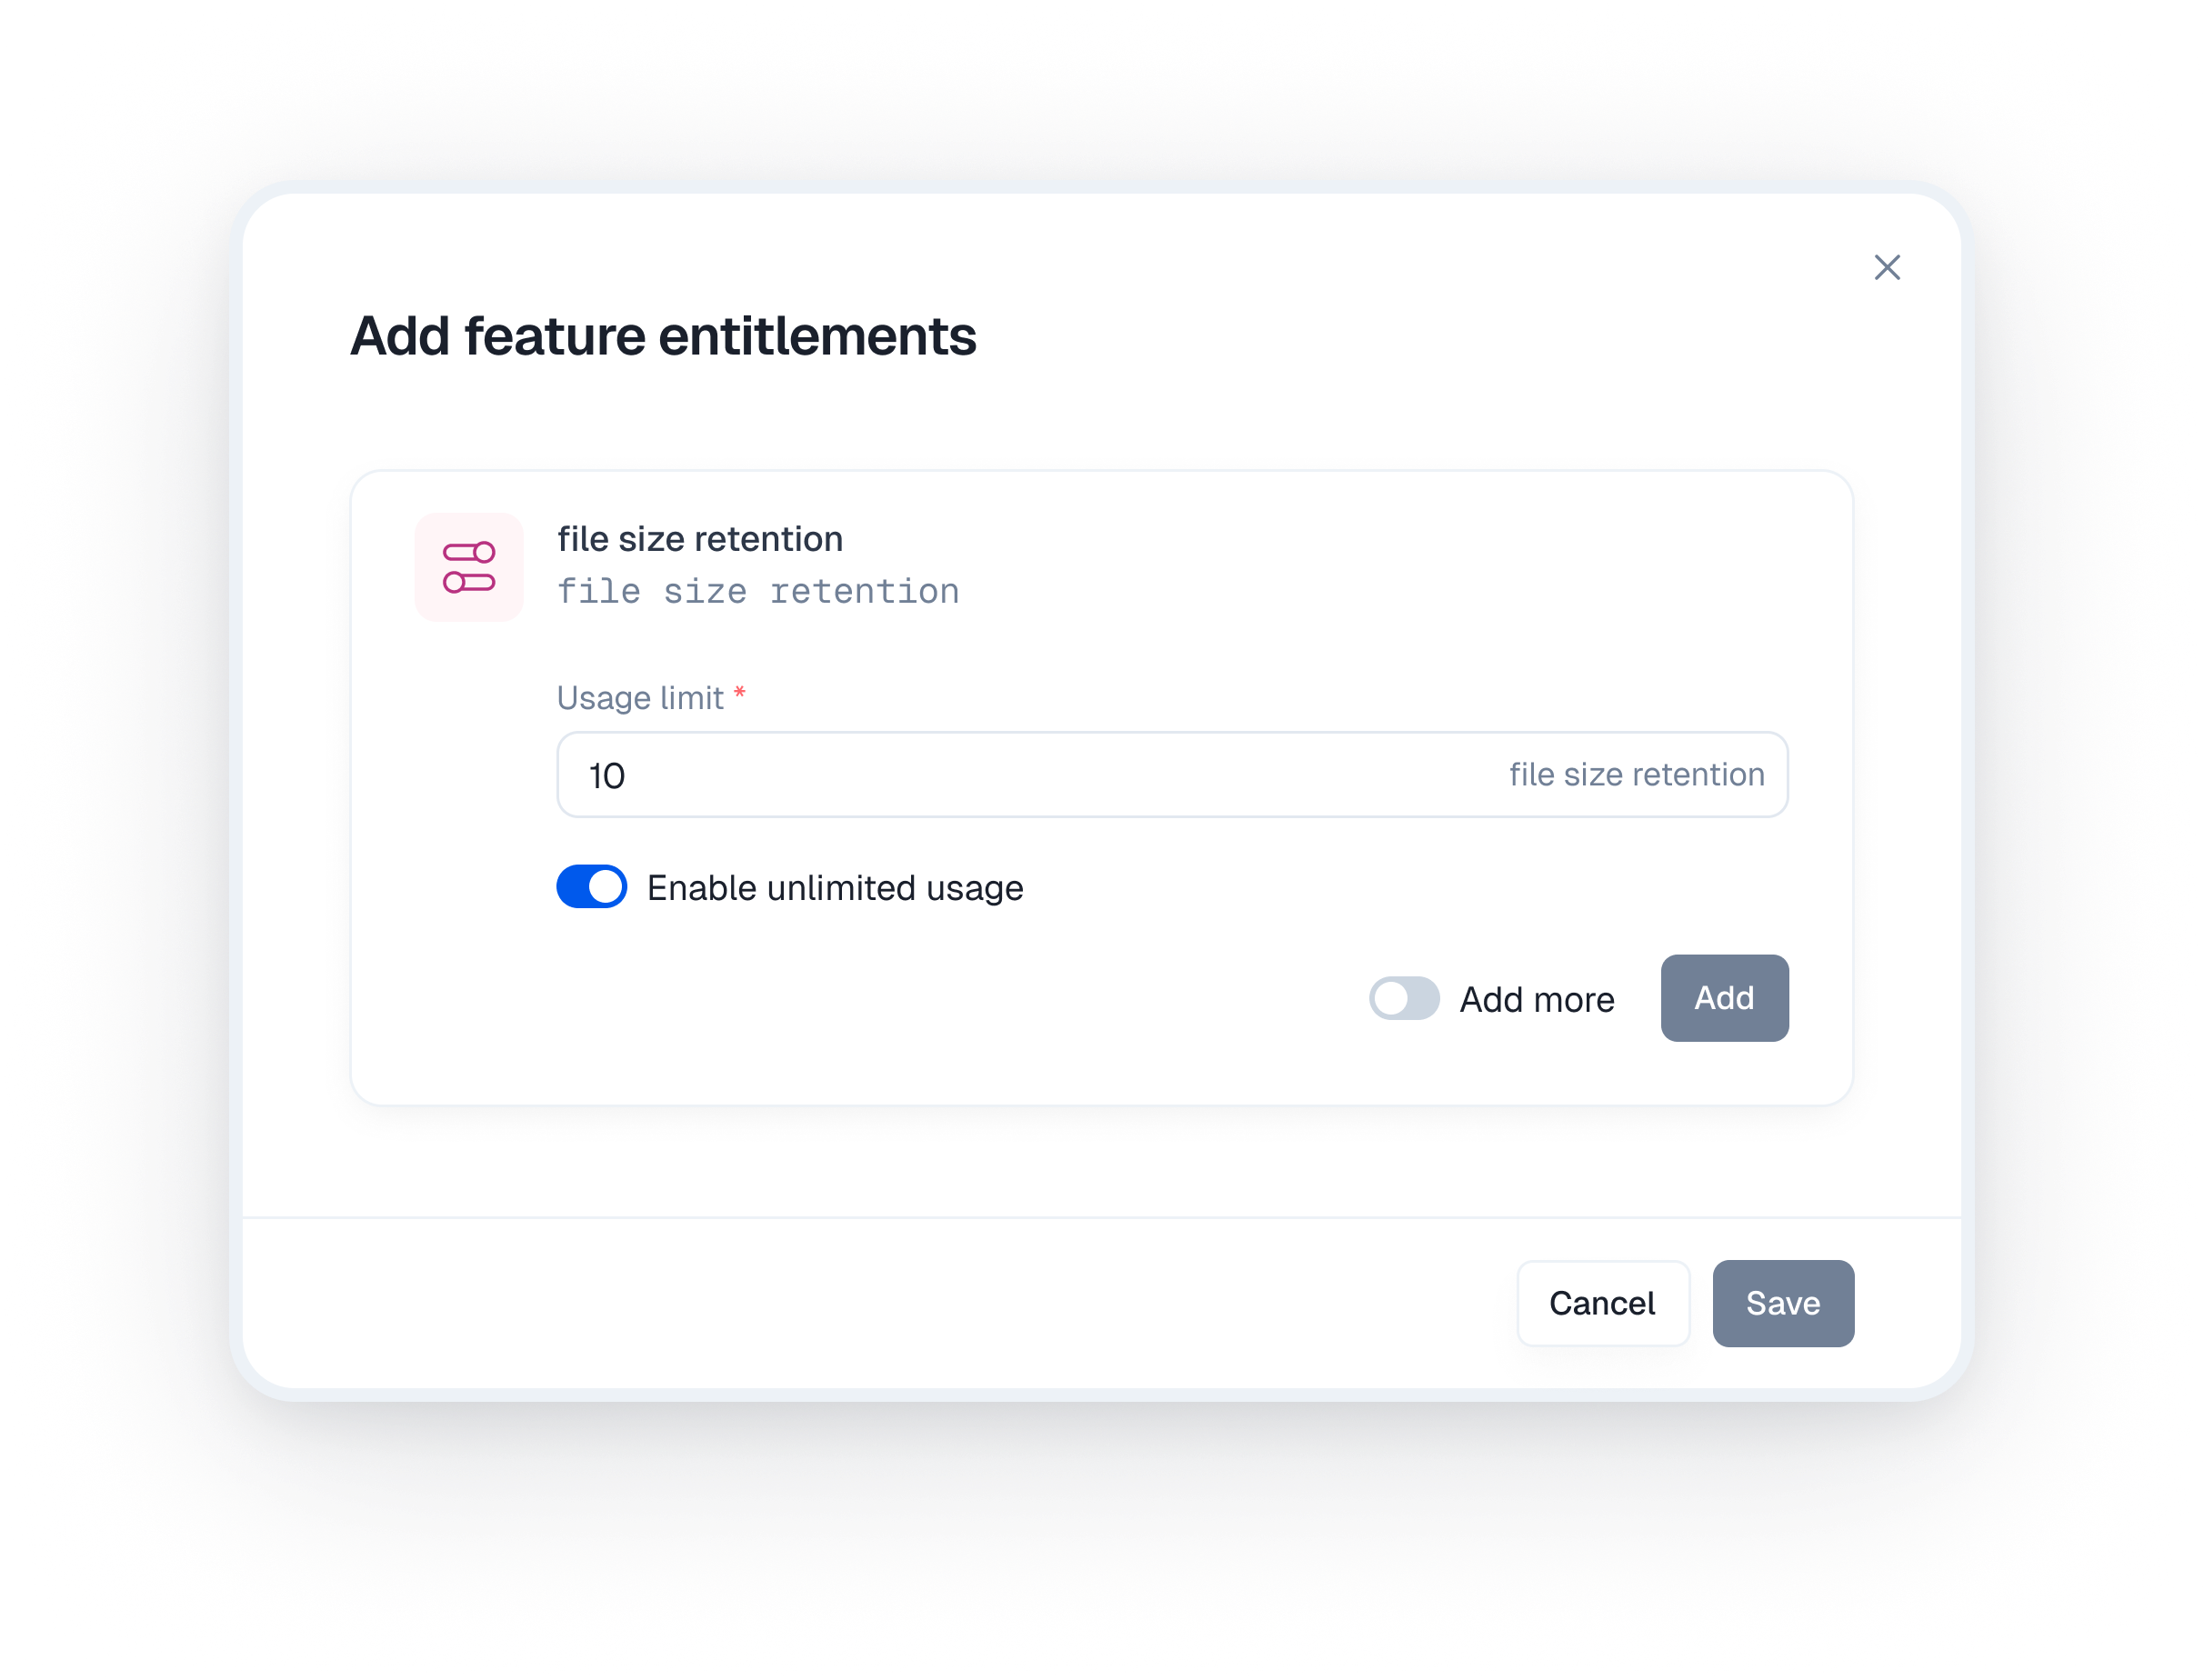 Add feature entitlements
file size retention
file size retention
Usage limit *
10 file size retention
Enable unlimited usage
Add more Add
Cancel Save